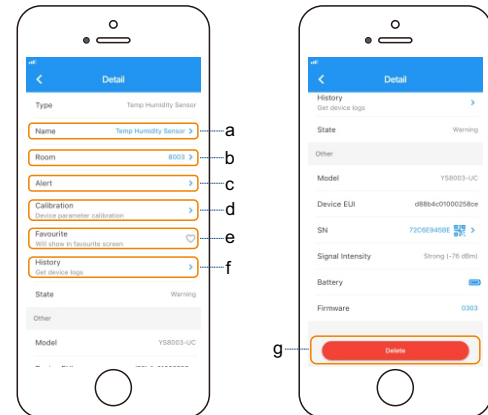 Detail
Type Temp Humidity Sensor
Name Temp Humidity Sensor > a
Room 8003 > b
Alert > c
Calibration > d
Device parameter calibration
Favourite e
Will show in favourite screen
History > f
Get device logs
State Warning
Other
Model YS8003-UC
Detail
History >
Get device logs
State Warning
Other
Model YS8003-UC
Device EUI d88b4c01000258ce
SN 72C6E945BE >
Signal Intensity Strong (-76 dBm)
Battery
Firmware 0303
g Delete